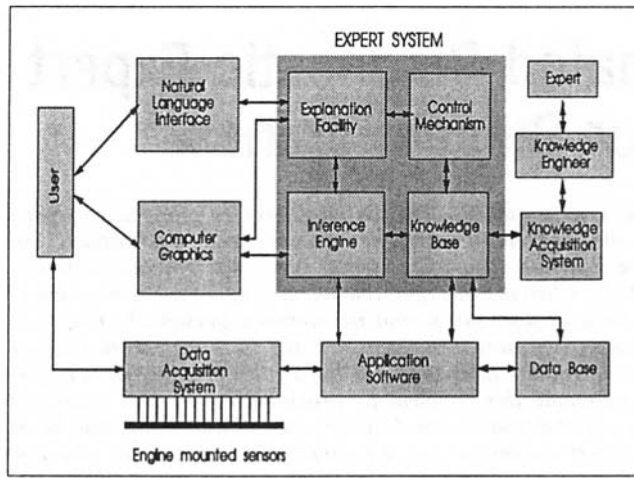 EXPERT SYSTEM
Natural
Language
Interface
Explanation
Facility
Control
Mechanism
Expert
Knowledge
Engineer
User
Computer
Graphics
Inference
Engine
Knowledge
Base
Knowledge
Acquisition
System
Data
Acquisition
System
Application
Software
Data Base
Engine mounted sensors